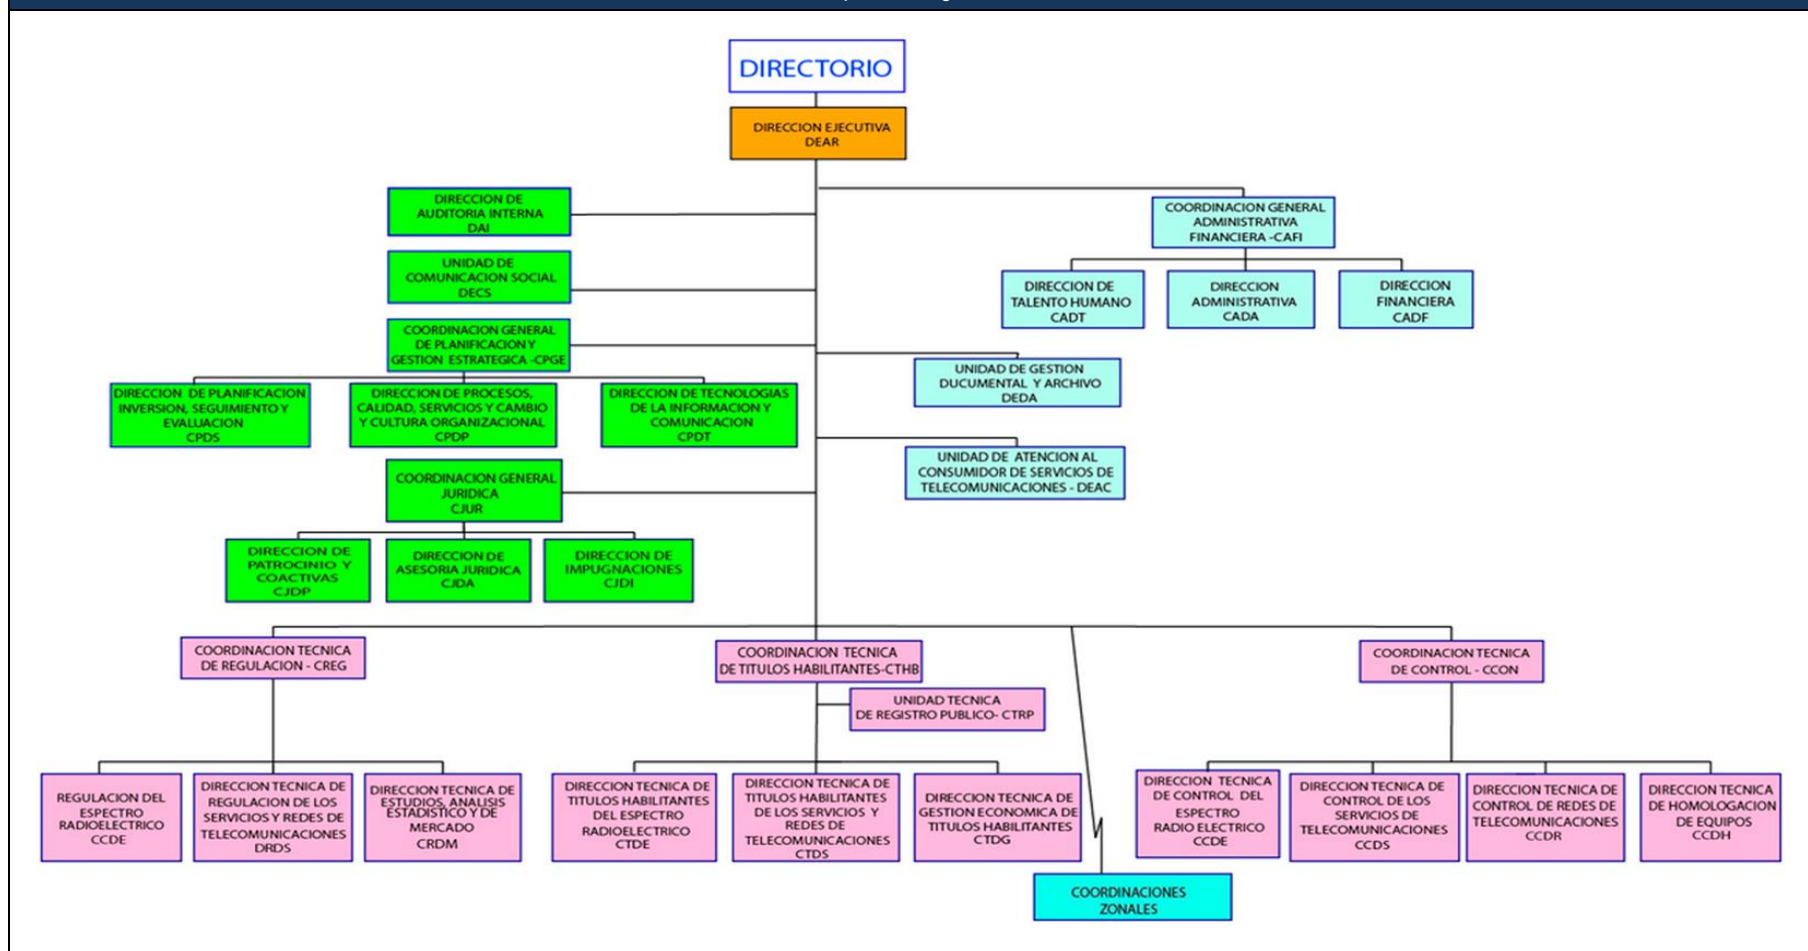 DIRECTORIO
DIRECCION EJECUTIVA
DEAR
DIRECCION DE
AUDITORIA INTERNA
DAI
COORDINACION GENERAL
ADMINISTRATIVA
FINANCIERA -CAFI
UNIDAD DE
COMUNICACION SOCIAL
DECS
DIRECCION DE
TALENTO HUMANO
CADT
DIRECCION
ADMINISTRATIVA
CADA
DIRECCION
FINANCIERA
CADF
COORDINACION GENERAL
DE PLANIFICACION Y
GESTION ESTRATEGICA -CPGE
UNIDAD DE GESTION
DUCUMENTAL Y ARCHIVO
DEDA
DIRECCION DE PLANIFICACION
INVERSION, SEGUIMIENTO Y
EVALUACION
CPDS
DIRECCION DE PROCESOS,
CALIDAD, SERVICIOS Y CAMBIO
Y CULTURA ORGANIZACIONAL
CPDP
DIRECCION DE TECNOLOGIAS
DE LA INFORMACION Y
COMUNICACION
CPDT
UNIDAD DE ATENCION AL
CONSUMIDOR DE SERVICIOS DE
TELECOMUNICACIONES - DEAC
COORDINACION GENERAL
JURIDICA
CJUR
DIRECCION DE
PATROCINIO Y
COACTIVAS
CJDP
DIRECCION DE
ASESORIA JURIDICA
CJDA
DIRECCION DE
IMPUGNACIONES
CJDI
COORDINACION TECNICA
DE REGULACION - CREG
COORDINACION TECNICA
DE TITULOS HABILITANTES-CTHB
COORDINACION TECNICA
DE CONTROL - CCON
UNIDAD TECNICA
DE REGISTRO PUBLICO- CTRP
REGULACION DEL
ESPECTRO
RADIOELECTRICO
CCDE
DIRECCION TECNICA DE
REGULACION DE LOS
SERVICIOS Y REDES DE
TELECOMUNICACIONES
DRDS
DIRECCION TECNICA DE
ESTUDIOS, ANALISIS
ESTADISTICO Y DE
MERCADO
CRDM
DIRECCION TECNICA DE
TITULOS HABILITANTES
DEL ESPECTRO
RADIOELECTRICO
CTDE
DIRECCION TECNICA DE
TITULOS HABILITANTES
DE LOS SERVICIOS Y
REDES DE
TELECOMUNICACIONES
CTDS
DIRECCION TECNICA DE
GESTION ECONOMICA DE
TITULOS HABILITANTES
CTDG
DIRECCION TECNICA
DE CONTROL DEL
ESPECTRO
RADIO ELECTRICO
CCDE
DIRECCION TECNICA DE
CONTROL DE LOS
SERVICIOS DE
TELECOMUNICACIONES
CCDS
DIRECCION TECNICA DE
CONTROL DE REDES DE
TELECOMUNICACIONES
CCDR
DIRECCION TECNICA
DE HOMOLOGACION
DE EQUIPOS
CCDH
COORDINACIONES
ZONALES